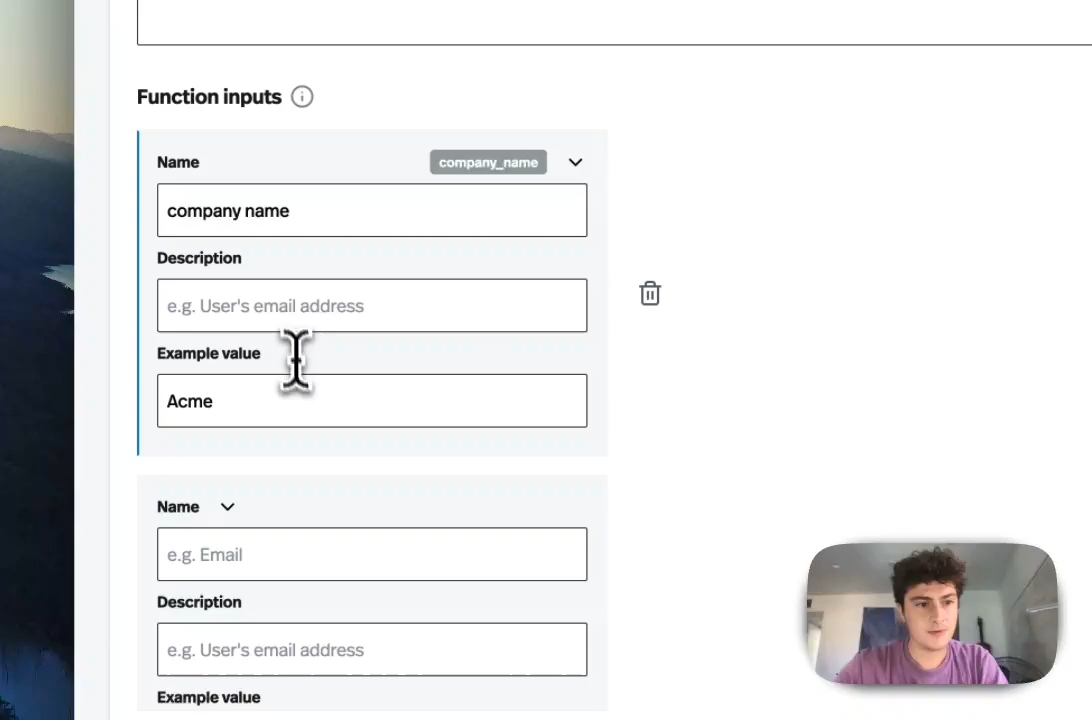 Function inputs
Name company_name
company name
Description
e.g. User's email address
Example value
Acme
Name
e.g. Email
Description
e.g. User's email address
Example value